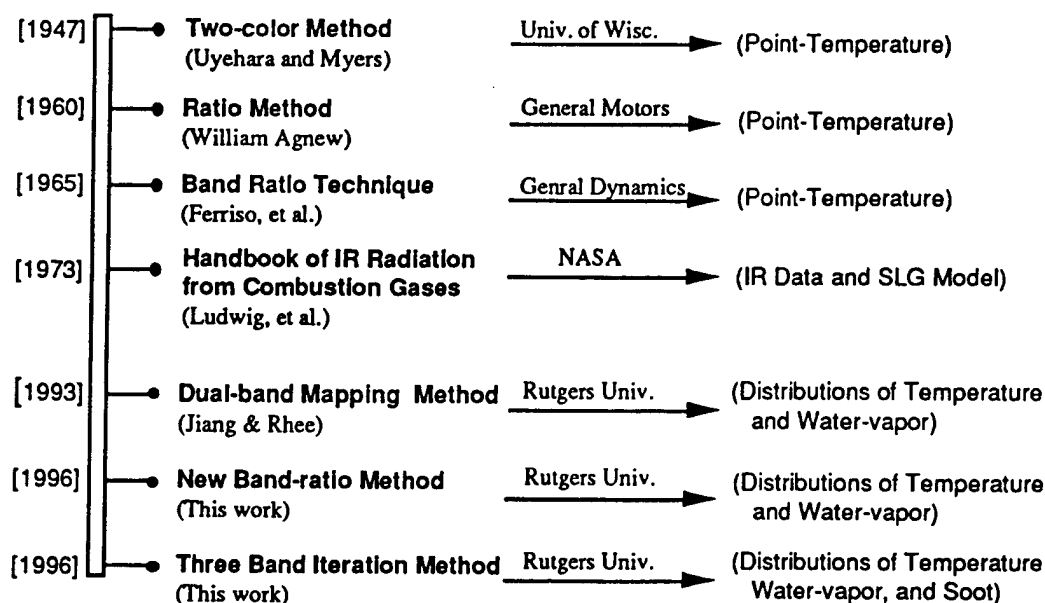 [1947] Two-color Method Univ. of Wisc. (Point-Temperature)
(Uyehara and Myers)
[1960] Ratio Method General Motors (Point-Temperature)
(William Agnew)
[1965] Band Ratio Technique Genral Dynamics (Point-Temperature)
(Ferriso, et al.)
[1973] Handbook of IR Radiation NASA (IR Data and SLG Model)
from Combustion Gases
(Ludwig, et al.)
[1993] Dual-band Mapping Method Rutgers Univ. (Distributions of Temperature
(Jiang & Rhee) and Water-vapor)
[1996] New Band-ratio Method Rutgers Univ. (Distributions of Temperature
(This work) and Water-vapor)
[1996] Three Band Iteration Method Rutgers Univ. (Distributions of Temperature
(This work) Water-vapor, and Soot)